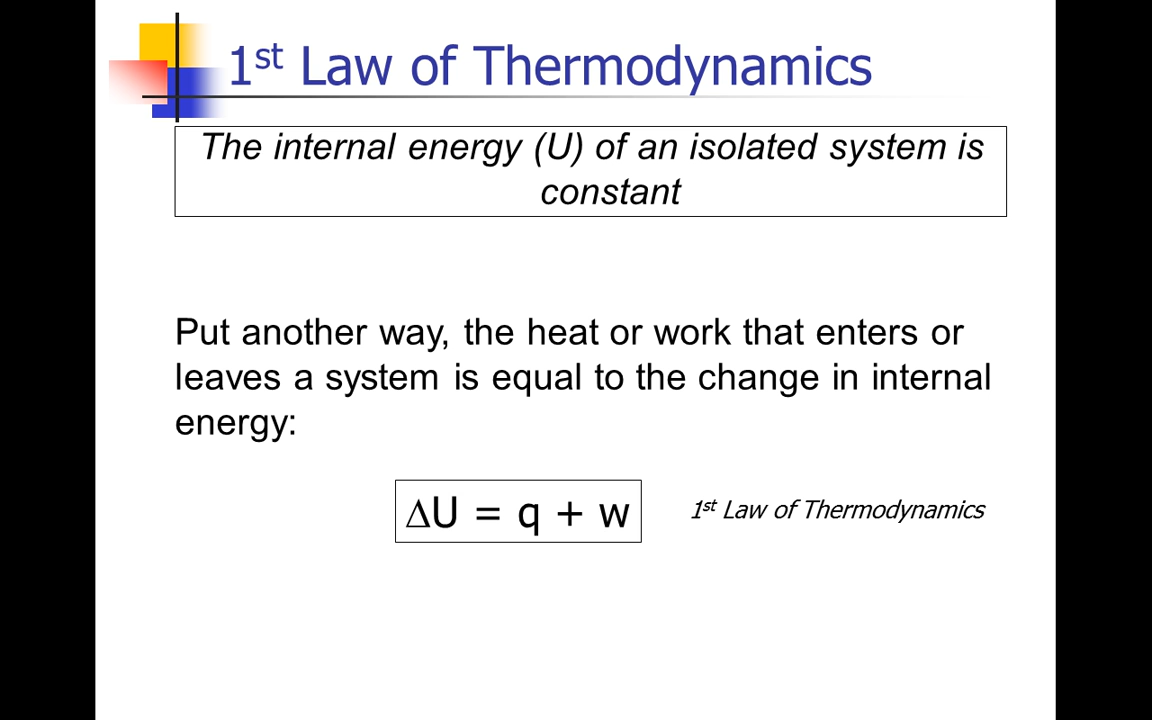 1st Law of Thermodynamics
The internal energy (U) of an isolated system is
constant
Put another way, the heat or work that enters or
leaves a system is equal to the change in internal
energy:
ΔU = q + w
1st Law of Thermodynamics